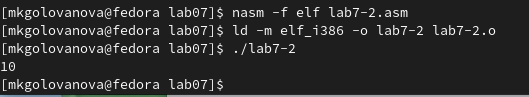 [mkgolovanova@fedora lab07]$ nasm -f elf lab7-2.asm
[mkgolovanova@fedora lab07]$ ld -m elf_i386 -o lab7-2 lab7-2.o
[mkgolovanova@fedora lab07]$ ./lab7-2
10
[mkgolovanova@fedora lab07]$